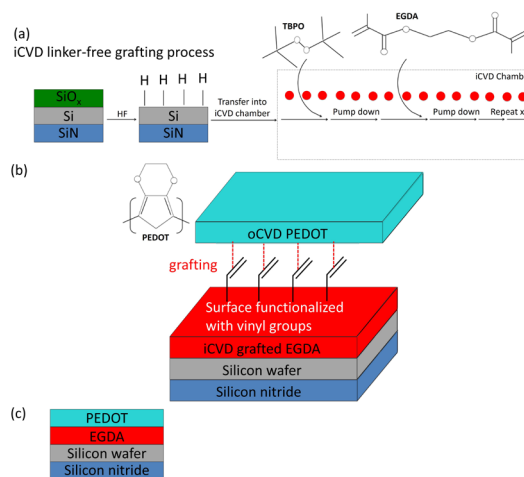 (a)
iCVD linker-free grafting process
TBPO
EGDA
H H H H
iCVD Chamber
SiOx
Si
SiN
HF
Si
SiN
Transfer into
iCVD chamber
Pump down
Pump down
Repeat x
(b)
PEDOT
oCVD PEDOT
grafting
Surface functionalized
with vinyl groups
iCVD grafted EGDA
Silicon wafer
Silicon nitride
(c)
PEDOT
EGDA
Silicon wafer
Silicon nitride